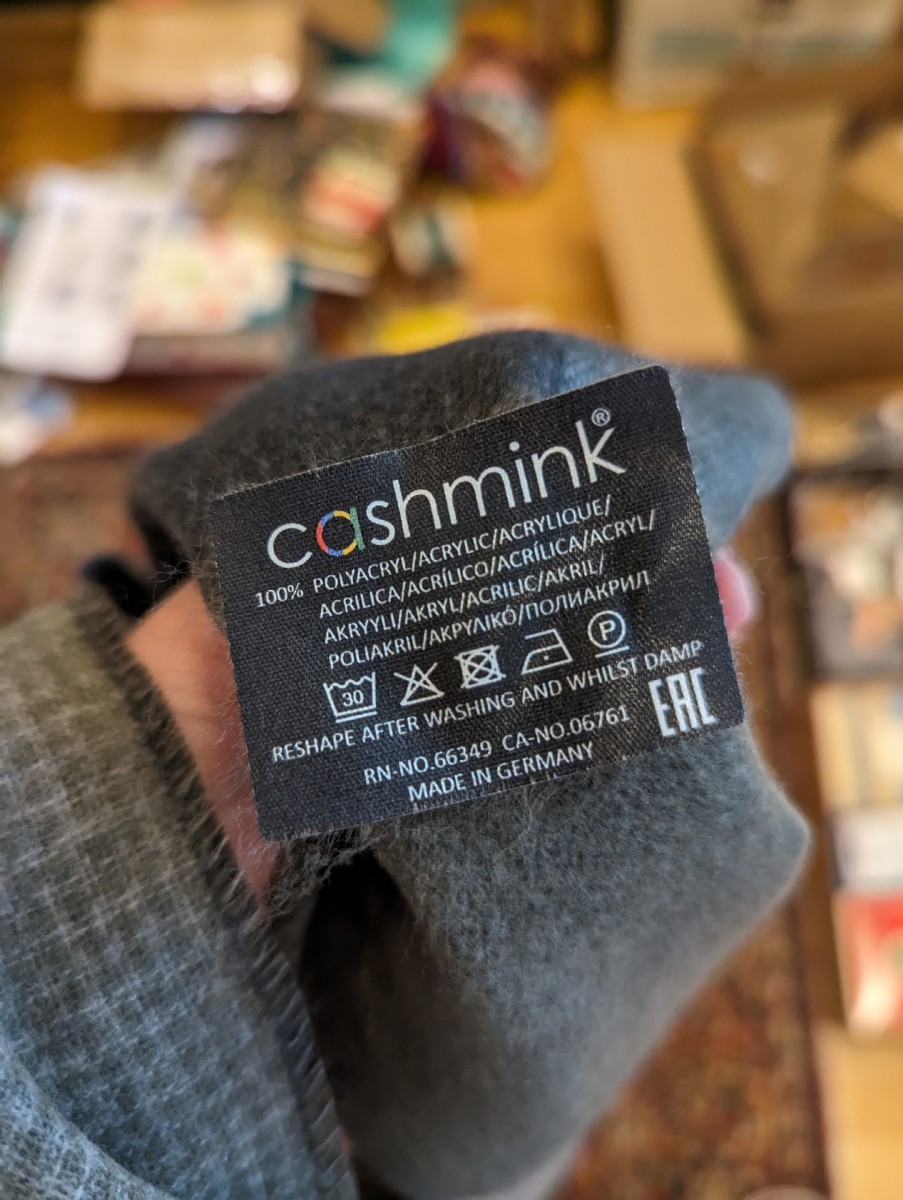 cashmink®
100% POLYACRYL/ACRYLIC/ACRYLIQUE/
ACRILICA/ACRÍLICO/ACRÍLICA/ACRYL/
AKRYYLI/AKRYL/ACRILIC/AKRIL/
POLIAKRIL/ΑΚΡΥΛΙΚÓ/ПОЛИАКРИЛ
30 P
RESHAPE AFTER WASHING AND WHILST DAMP
RN-NO.66349 CA-NO.06761
EAC
MADE IN GERMANY